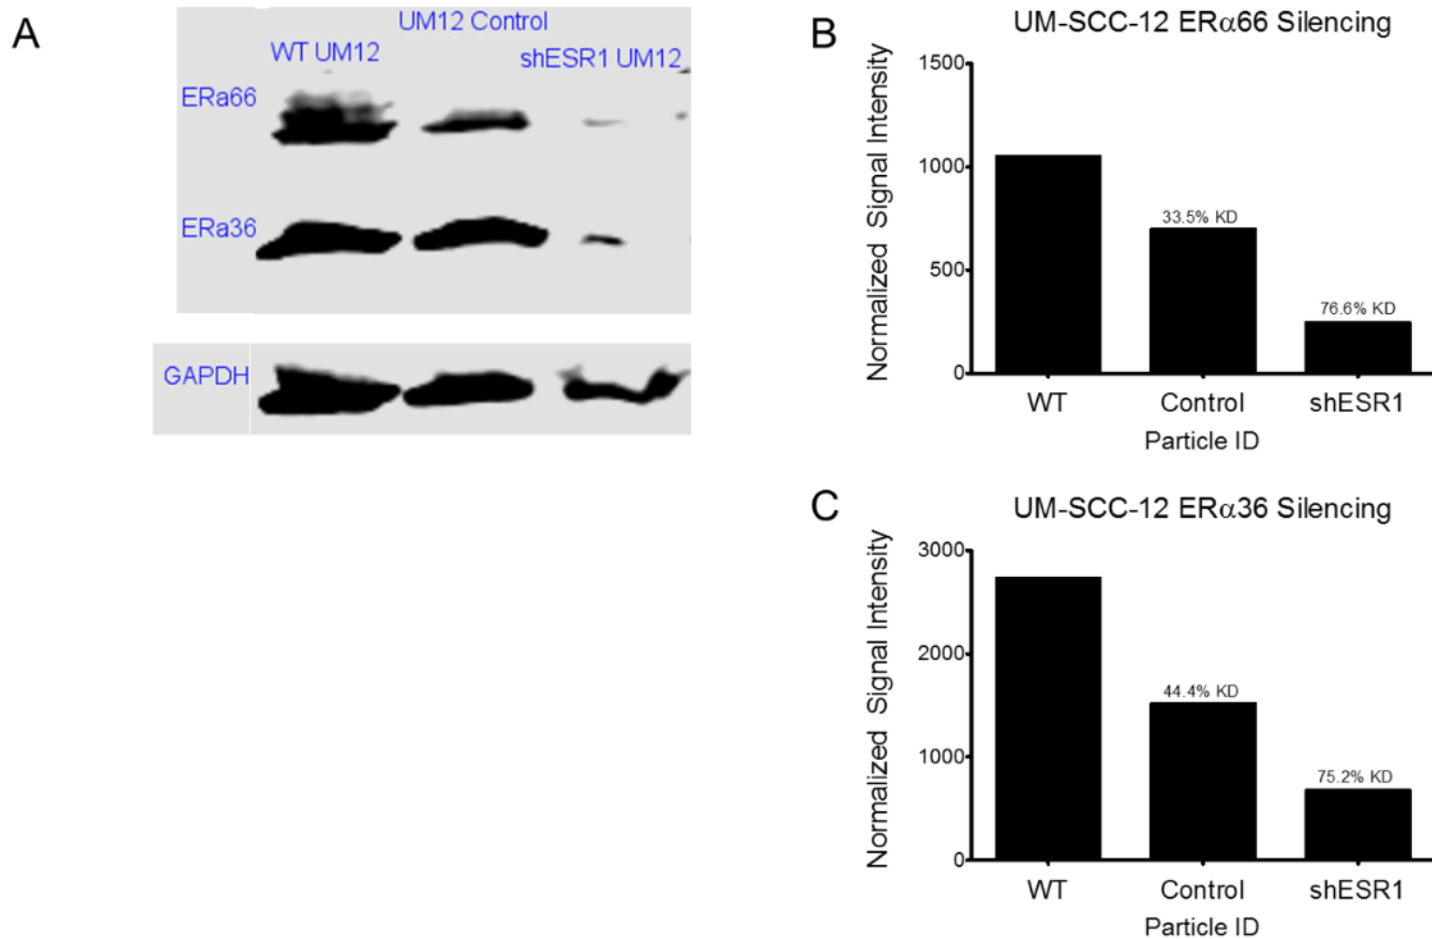 A
UM12 Control
WT UM12
shESR1 UM12
ERa66
ERa36
GAPDH
B
UM-SCC-12 ERα66 Silencing
Normalized Signal Intensity
1500
1000
500
0
33.5% KD
76.6% KD
WT
Control
shESR1
Particle ID
C
UM-SCC-12 ERα36 Silencing
Normalized Signal Intensity
3000
2000
1000
0
44.4% KD
75.2% KD
WT
Control
shESR1
Particle ID